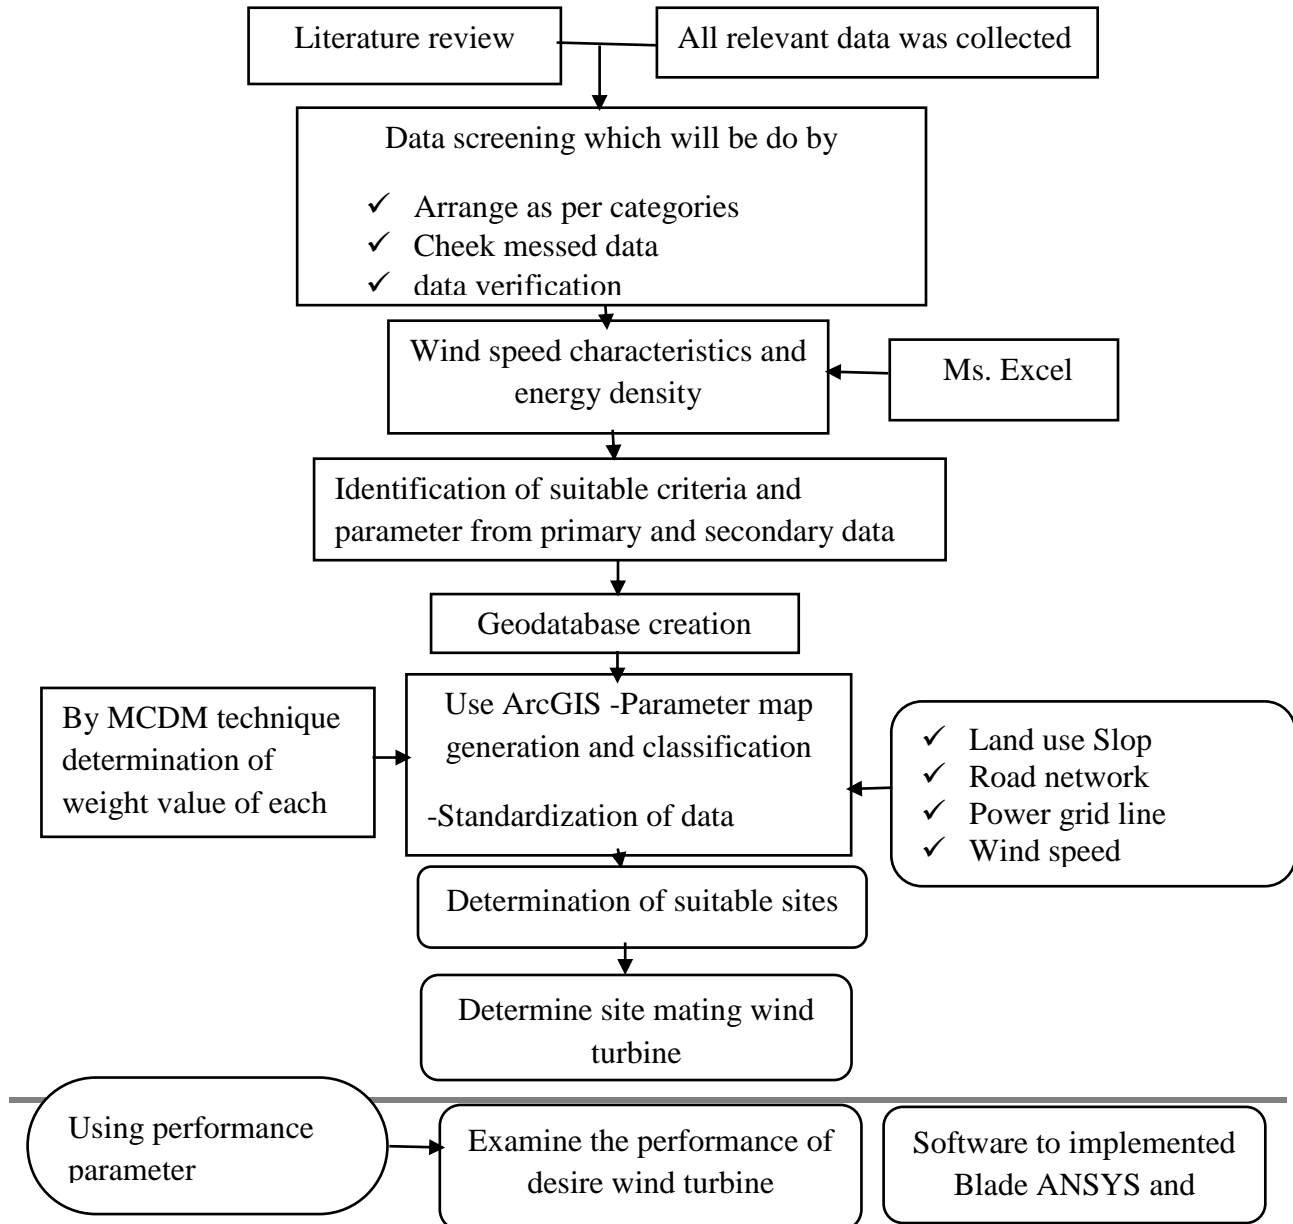 Literature review
All relevant data was collected
Data screening which will be do by
✓ Arrange as per categories
✓ Cheek messed data
✓ data verification
Wind speed characteristics and
energy density
Ms. Excel
Identification of suitable criteria and
parameter from primary and secondary data
Geodatabase creation
By MCDM technique
determination of
weight value of each
Use ArcGIS -Parameter map
generation and classification
-Standardization of data
✓ Land use Slop
✓ Road network
✓ Power grid line
✓ Wind speed
Determination of suitable sites
Determine site mating wind
turbine
Using performance
parameter
Examine the performance of
desire wind turbine
Software to implemented
Blade ANSYS and